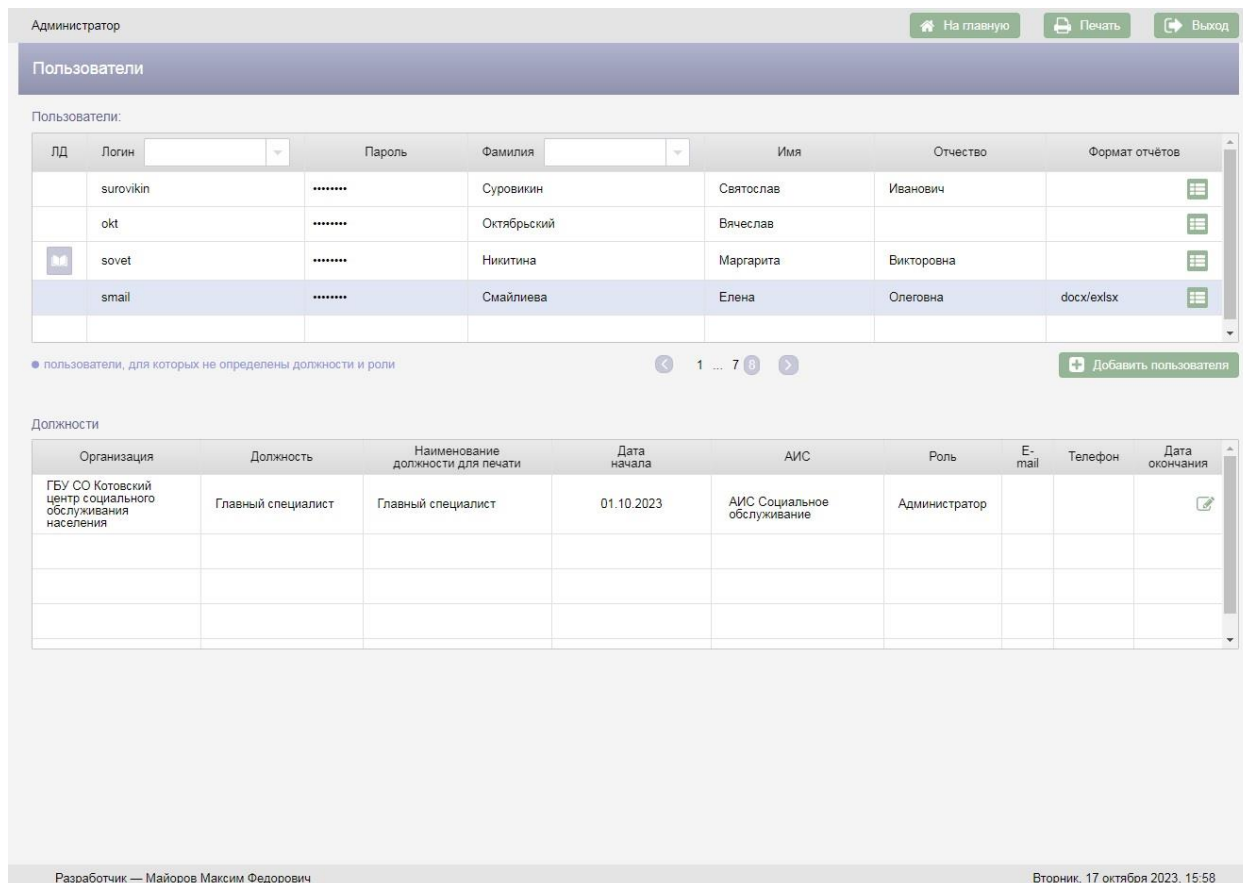 Администратор
На главную
Печать
Выход
Пользователи
Пользователи:
ЛД Логин Пароль Фамилия Имя Отчество Формат отчётов
surovikin •••••••• Суровикин Святослав Иванович
okt •••••••• Октябрьский Вячеслав
sovet •••••••• Никитина Маргарита Викторовна
smail •••••••• Смайлиева Елена Олеговна docx/exlsx
пользователи, для которых не определены должности и роли
1 ... 7 8
Добавить пользователя
Должности
Организация
Должность
Наименование
должности для печати
Дата
начала
АИС
Роль
E-
mail
Телефон
Дата
окончания
ГБУ СО Котовский
центр социального
обслуживания
населения
Главный специалист
Главный специалист
01.10.2023
АИС Социальное
обслуживание
Администратор
Разработчик — Майоров Максим Федорович
Вторник, 17 октября 2023, 15:58